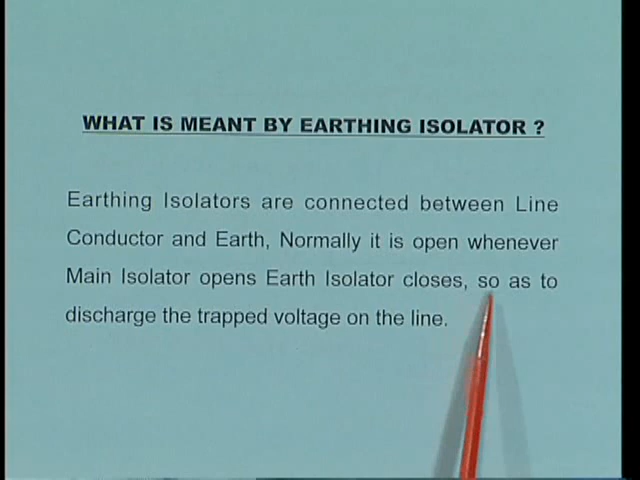 WHAT IS MEANT BY EARTHING ISOLATOR ?
Earthing Isolators are connected between Line
Conductor and Earth, Normally it is open whenever
Main Isolator opens Earth Isolator closes, so as to
discharge the trapped voltage on the line.